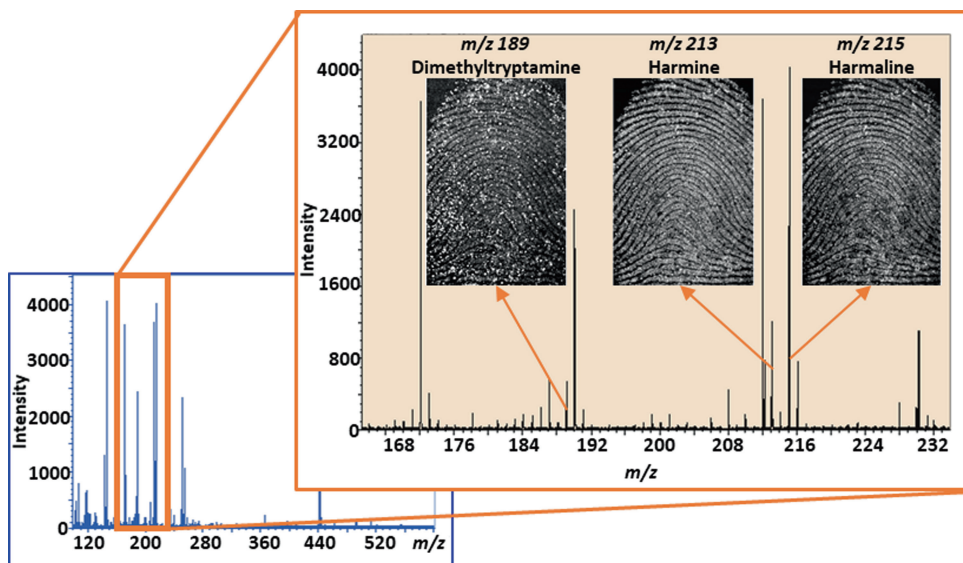 m/z 189
Dimethyltryptamine
m/z 213
Harmine
m/z 215
Harmaline
4000
3200
2400
1600
800
0
Intensity
168
176
184
192
200
208
216
224
232
m/z
4000
3000
2000
1000
0
Intensity
120
200
280
360
440
520
m/z